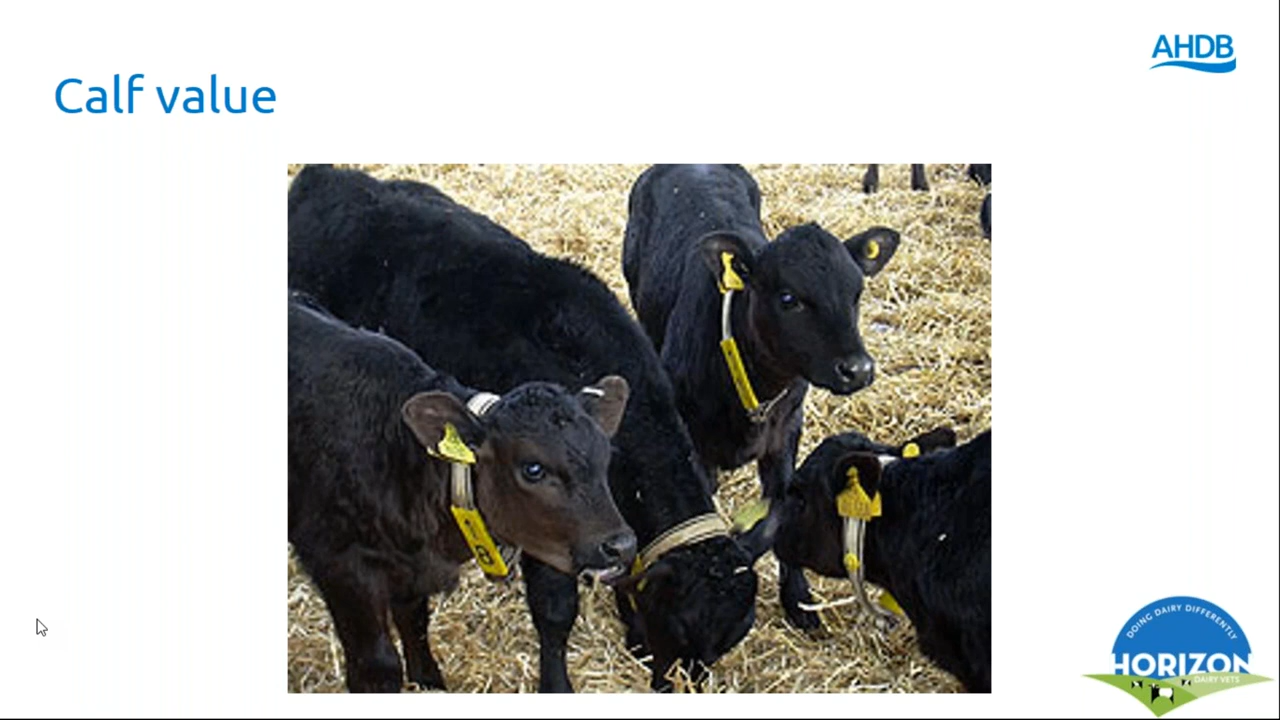 AHDB
Calf value
DOING DAIRY DIFFERENTLY
HORIZON
DAIRY VETS